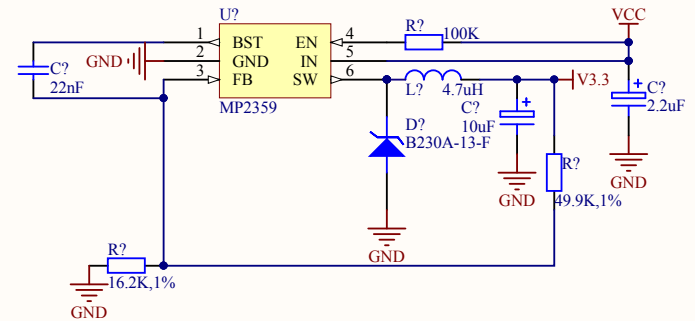 U?
VCC
1 BST EN 4 R? 100K
GND 2 GND IN 5
C? 3 FB SW 6 V3.3
22nF MP2359 L? 4.7uH C?
C? 2.2uF
10uF
D?
B230A-13-F
R?
GND GND
49.9K,1%
R? GND
16.2K,1%
GND